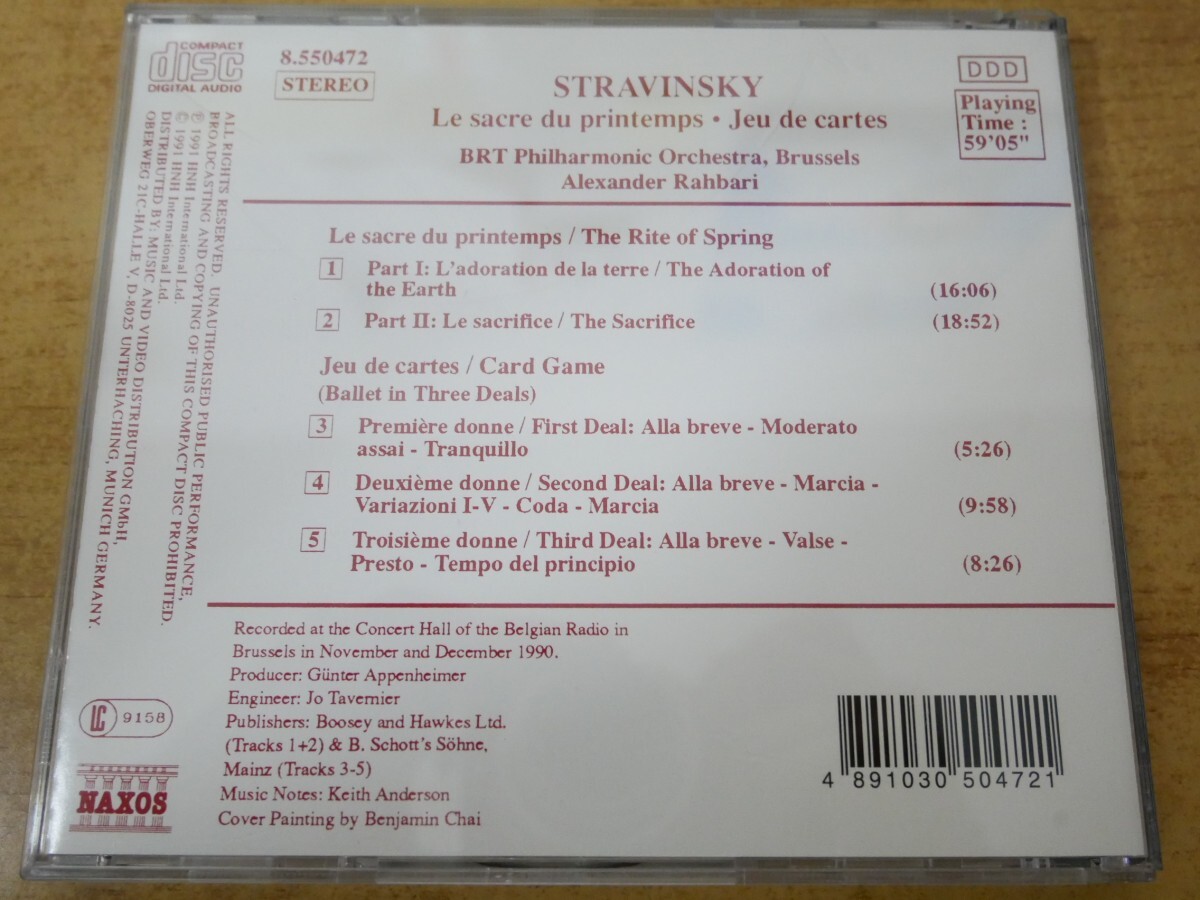 COMPACT
disc
DIGITAL AUDIO
8.550472
STEREO
STRAVINSKY
Le sacre du printemps • Jeu de cartes
BRT Philharmonic Orchestra, Brussels
Alexander Rahbari
DDD
Playing
Time :
59'05"
Le sacre du printemps / The Rite of Spring
1 Part I: L'adoration de la terre / The Adoration of
the Earth (16:06)
2 Part II: Le sacrifice / The Sacrifice (18:52)
Jeu de cartes / Card Game
(Ballet in Three Deals)
3 Première donne / First Deal: Alla breve - Moderato
assai - Tranquillo (5:26)
4 Deuxième donne / Second Deal: Alla breve - Marcia -
Variazioni I-V - Coda - Marcia (9:58)
5 Troisième donne / Third Deal: Alla breve - Valse -
Presto - Tempo del principio (8:26)
Recorded at the Concert Hall of the Belgian Radio in
Brussels in November and December 1990.
Producer: Günter Appenheimer
Engineer: Jo Tavernier
Publishers: Boosey and Hawkes Ltd.
(Tracks 1+2) & B. Schott's Söhne,
Mainz (Tracks 3-5)
Music Notes: Keith Anderson
Cover Painting by Benjamin Chai
ALL RIGHTS RESERVED. UNAUTHORISED PUBLIC PERFORMANCE,
BROADCASTING AND COPYING OF THIS COMPACT DISC PROHIBITED.
℗ 1991 HNH International Ltd.
© 1991 HNH International Ltd.
DISTRIBUTED BY: MUSIC AND VIDEO DISTRIBUTION GMbH,
OBERWEG 21C-HALLE V, D-8025 UNTERHACHING, MUNICH GERMANY.
LC 9158
NAXOS
4 891030 504721